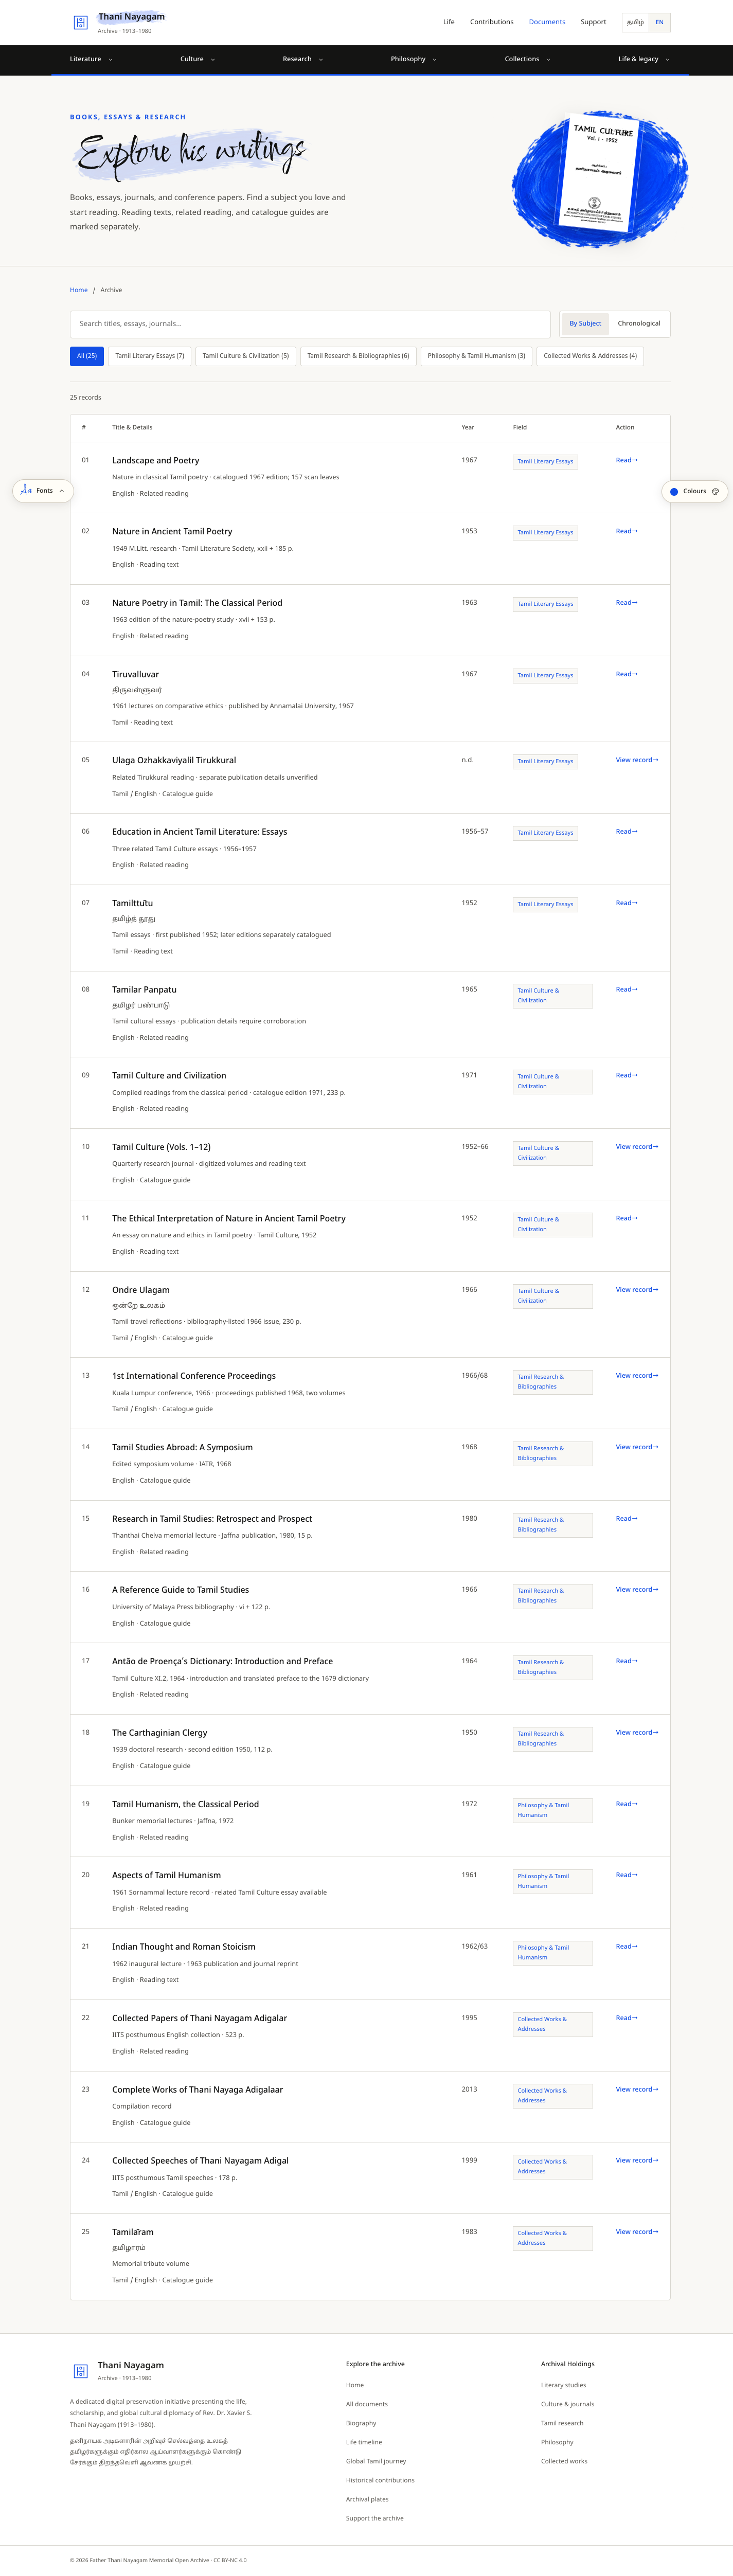 Thani Nayagam
Archive · 1913–1980
Life Contributions Documents Support தமிழ் EN
Literature Culture Research Philosophy Collections Life & legacy
BOOKS, ESSAYS & RESEARCH
Explore his writings
Books, essays, journals, and conference papers. Find a subject you love and
start reading. Reading texts, related reading, and catalogue guides are
marked separately.
TAMIL CULTURE
Vol. I - 1952
Home / Archive
Search titles, essays, journals...
By Subject Chronological
All (25) Tamil Literary Essays (7) Tamil Culture & Civilization (5) Tamil Research & Bibliographies (6) Philosophy & Tamil Humanism (3) Collected Works & Addresses (4)
25 records
# Title & Details Year Field Action
01 Landscape and Poetry 1967 Tamil Literary Essays Read→
Nature in classical Tamil poetry · catalogued 1967 edition; 157 scan leaves
English · Related reading
Fonts
Colours
02 Nature in Ancient Tamil Poetry 1953 Tamil Literary Essays Read→
1949 M.Litt. research · Tamil Literature Society, xxii + 185 p.
English · Reading text
03 Nature Poetry in Tamil: The Classical Period 1963 Tamil Literary Essays Read→
1963 edition of the nature-poetry study · xvii + 153 p.
English · Related reading
04 Tiruvalluvar 1967 Tamil Literary Essays Read→
திருவள்ளுவர்
1961 lectures on comparative ethics · published by Annamalai University, 1967
Tamil · Reading text
05 Ulaga Ozhakkaviyalil Tirukkural n.d. Tamil Literary Essays View record→
Related Tirukkural reading · separate publication details unverified
Tamil / English · Catalogue guide
06 Education in Ancient Tamil Literature: Essays 1956–57 Tamil Literary Essays Read→
Three related Tamil Culture essays · 1956–1957
English · Related reading
07 Tamilttūtu 1952 Tamil Literary Essays Read→
தமிழ்த் தூது
Tamil essays · first published 1952; later editions separately catalogued
Tamil · Reading text
08 Tamilar Panpatu 1965 Tamil Culture & Civilization Read→
தமிழர் பண்பாடு
Tamil cultural essays · publication details require corroboration
English · Related reading
09 Tamil Culture and Civilization 1971 Tamil Culture & Civilization Read→
Compiled readings from the classical period · catalogue edition 1971, 233 p.
English · Related reading
10 Tamil Culture (Vols. 1–12) 1952–66 Tamil Culture & Civilization View record→
Quarterly research journal · digitized volumes and reading text
English · Catalogue guide
11 The Ethical Interpretation of Nature in Ancient Tamil Poetry 1952 Tamil Culture & Civilization Read→
An essay on nature and ethics in Tamil poetry · Tamil Culture, 1952
English · Reading text
12 Ondre Ulagam 1966 Tamil Culture & Civilization View record→
ஒன்றே உலகம்
Tamil travel reflections · bibliography-listed 1966 issue, 230 p.
Tamil / English · Catalogue guide
13 1st International Conference Proceedings 1966/68 Tamil Research & Bibliographies View record→
Kuala Lumpur conference, 1966 · proceedings published 1968, two volumes
Tamil / English · Catalogue guide
14 Tamil Studies Abroad: A Symposium 1968 Tamil Research & Bibliographies View record→
Edited symposium volume · IATR, 1968
English · Catalogue guide
15 Research in Tamil Studies: Retrospect and Prospect 1980 Tamil Research & Bibliographies Read→
Thanthai Chelva memorial lecture · Jaffna publication, 1980, 15 p.
English · Related reading
16 A Reference Guide to Tamil Studies 1966 Tamil Research & Bibliographies View record→
University of Malaya Press bibliography · vi + 122 p.
English · Catalogue guide
17 Antão de Proença's Dictionary: Introduction and Preface 1964 Tamil Research & Bibliographies Read→
Tamil Culture XI.2, 1964 · introduction and translated preface to the 1679 dictionary
English · Related reading
18 The Carthaginian Clergy 1950 Tamil Research & Bibliographies View record→
1939 doctoral research · second edition 1950, 112 p.
English · Catalogue guide
19 Tamil Humanism, the Classical Period 1972 Philosophy & Tamil Humanism Read→
Bunker memorial lectures · Jaffna, 1972
English · Related reading
20 Aspects of Tamil Humanism 1961 Philosophy & Tamil Humanism Read→
1961 Sornammal lecture record · related Tamil Culture essay available
English · Related reading
21 Indian Thought and Roman Stoicism 1962/63 Philosophy & Tamil Humanism Read→
1962 inaugural lecture · 1963 publication and journal reprint
English · Reading text
22 Collected Papers of Thani Nayagam Adigalar 1995 Collected Works & Addresses Read→
IITS posthumous English collection · 523 p.
English · Related reading
23 Complete Works of Thani Nayaga Adigalaar 2013 Collected Works & Addresses View record→
Compilation record
English · Catalogue guide
24 Collected Speeches of Thani Nayagam Adigal 1999 Collected Works & Addresses View record→
IITS posthumous Tamil speeches · 178 p.
Tamil / English · Catalogue guide
25 Tamilāram 1983 Collected Works & Addresses View record→
தமிழாரம்
Memorial tribute volume
Tamil / English · Catalogue guide
Thani Nayagam
Archive · 1913–1980
A dedicated digital preservation initiative presenting the life,
scholarship, and global cultural diplomacy of Rev. Dr. Xavier S.
Thani Nayagam (1913–1980).
தனிநாயக அடிகளாரின் அறிவுச் செல்வத்தை உலகத்
தமிழர்களுக்கும் எதிர்கால ஆய்வாளர்களுக்கும் கொண்டு
சேர்க்கும் திறந்தவெளி ஆவணக முயற்சி.
Explore the archive
Home
All documents
Biography
Life timeline
Global Tamil journey
Historical contributions
Archival plates
Support the archive
Archival Holdings
Literary studies
Culture & journals
Tamil research
Philosophy
Collected works
© 2026 Father Thani Nayagam Memorial Open Archive · CC BY-NC 4.0